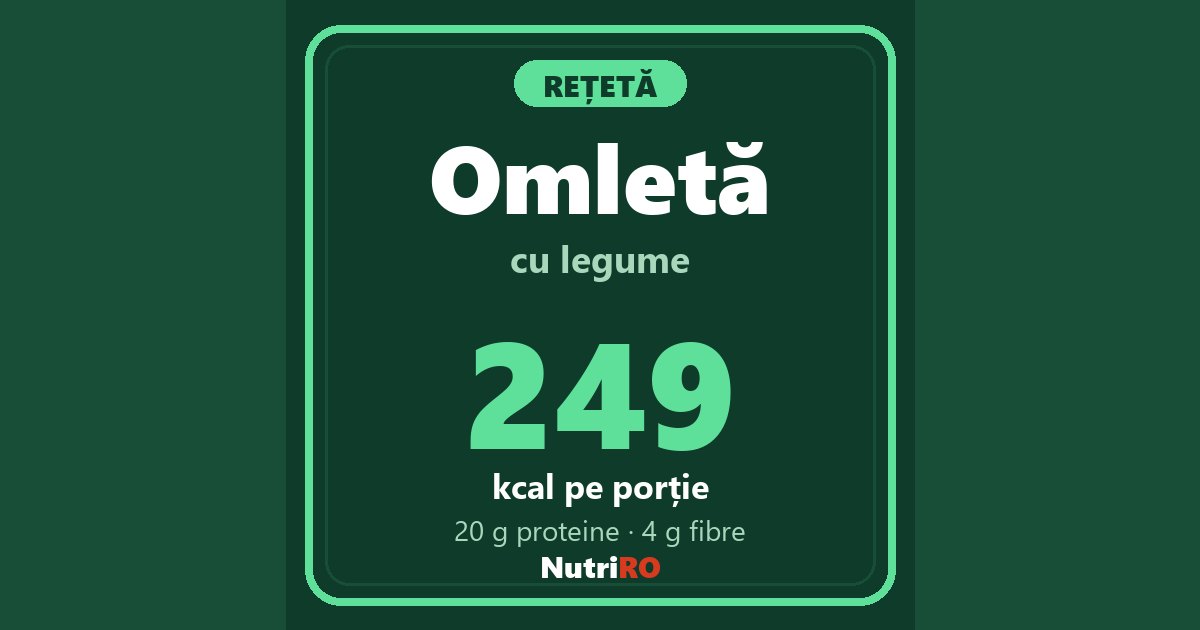 REȚETĂ
Omletă
cu legume
249
kcal pe porție
20 g proteine · 4 g fibre
NutriRO